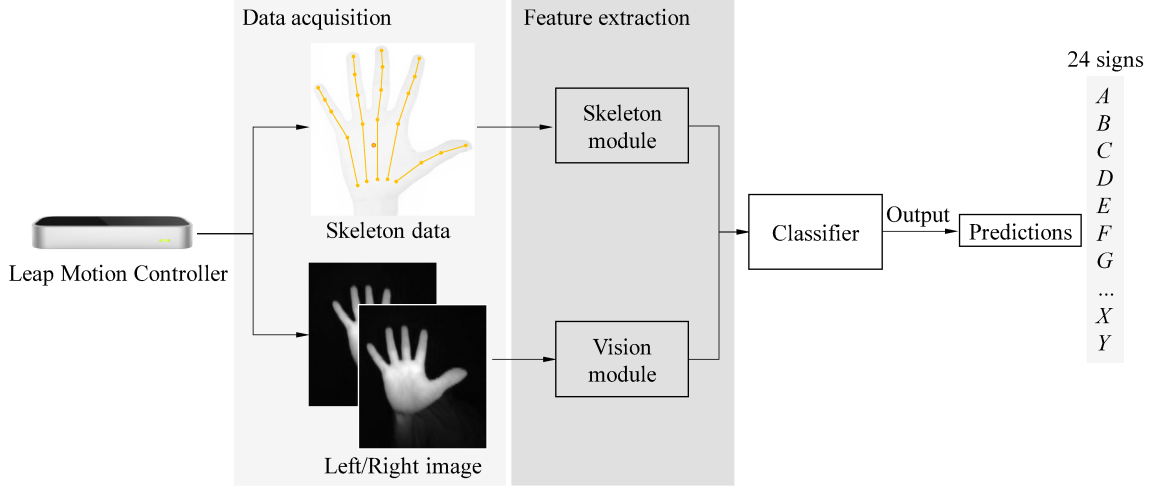 Data acquisition
Feature extraction
24 signs
A
B
C
D
E
F
G
...
X
Y
Skeleton
module
Skeleton data
Leap Motion Controller
Classifier
Output
Predictions
Vision
module
Left/Right image